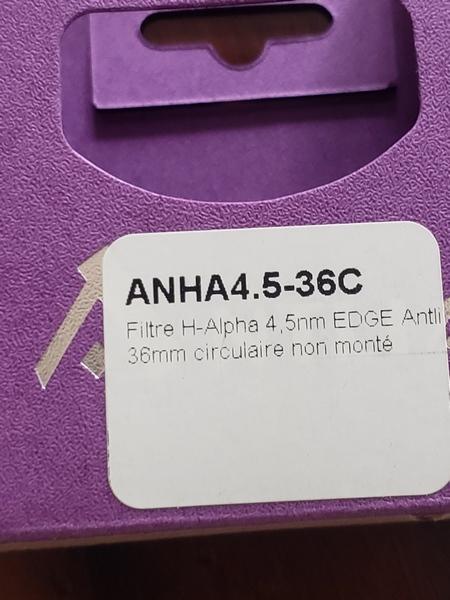 ANHA4.5-36C
Filtre H-Alpha 4,5nm EDGE Antli
36mm circulaire non monté